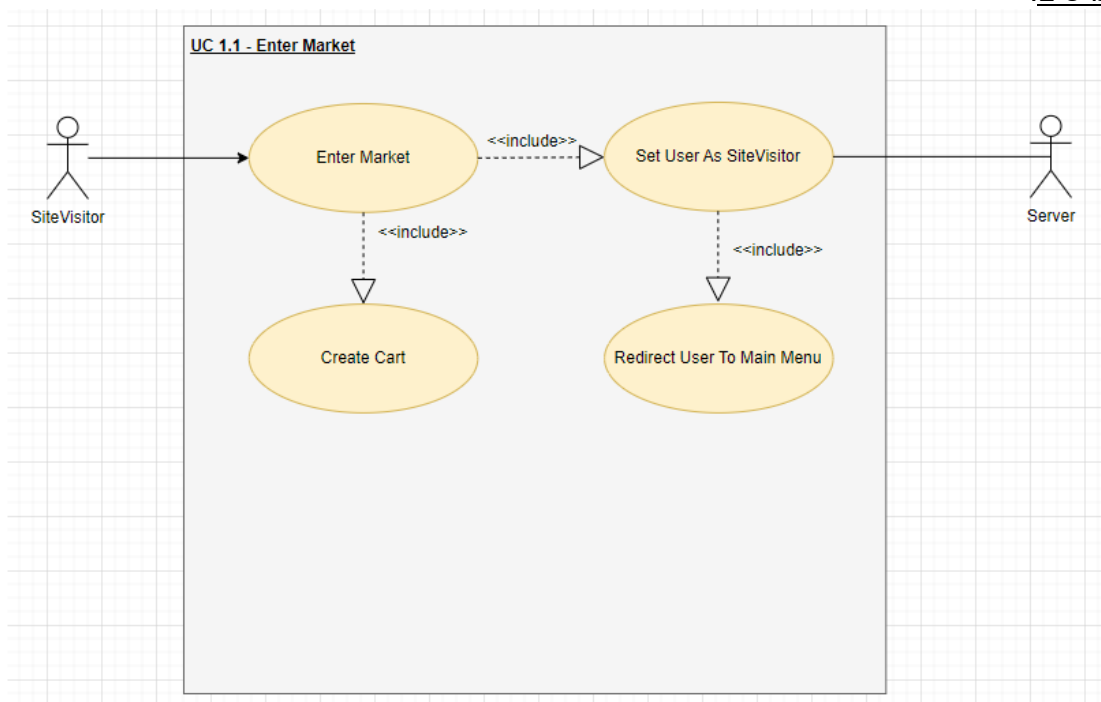 UC 1.1 - Enter Market
Enter Market
<<include>>
Set User As SiteVisitor
SiteVisitor
Server
<<include>>
<<include>>
Create Cart
Redirect User To Main Menu